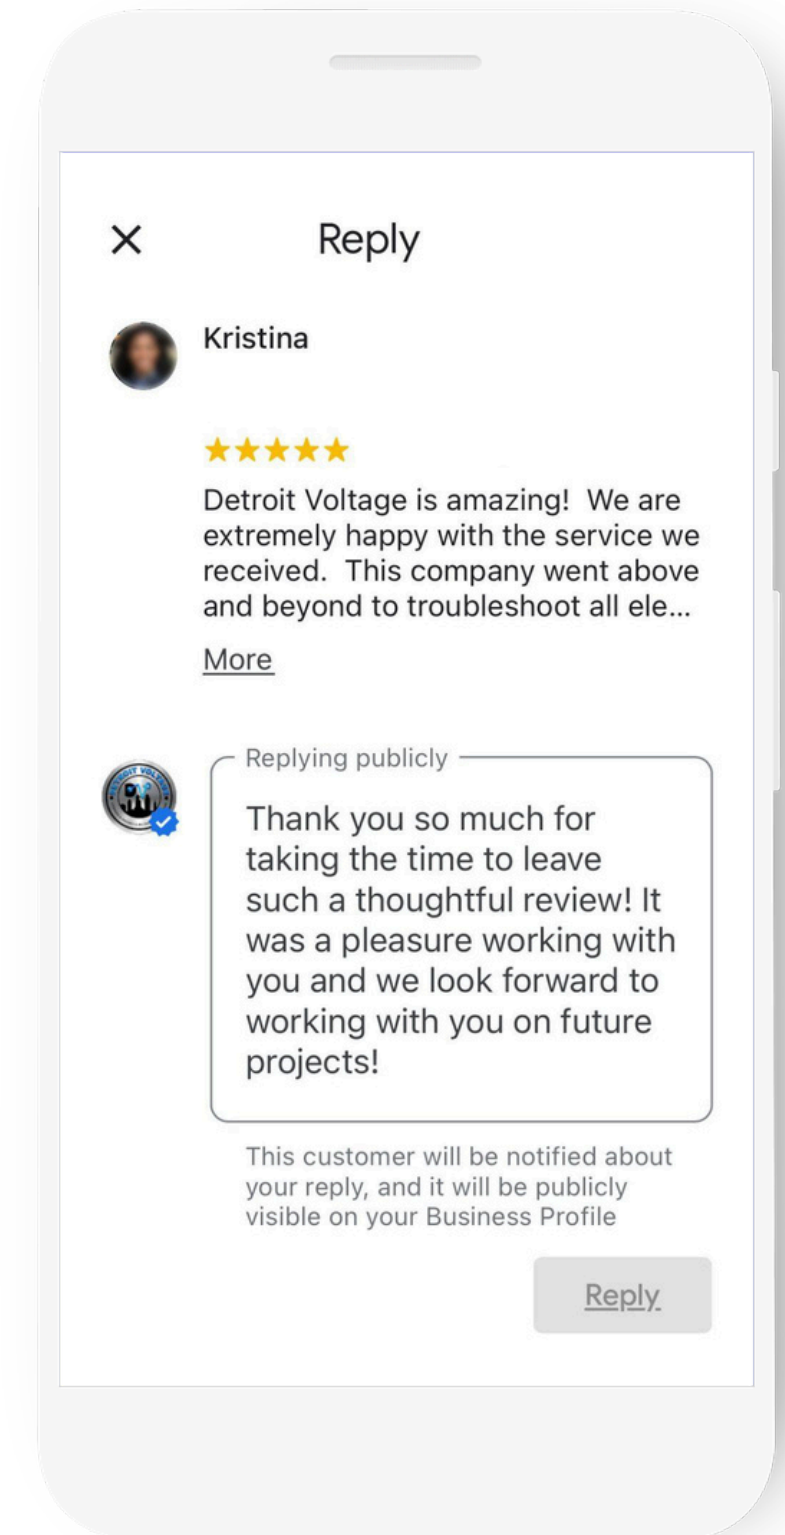 Reply
Kristina
Detroit Voltage is amazing!  We are
extremely happy with the service we
received.  This company went above
and beyond to troubleshoot all ele...
More
DETROIT VOLTAGE
Replying publicly
Thank you so much for
taking the time to leave
such a thoughtful review! It
was a pleasure working with
you and we look forward to
working with you on future
projects!
This customer will be notified about
your reply, and it will be publicly
visible on your Business Profile
Reply